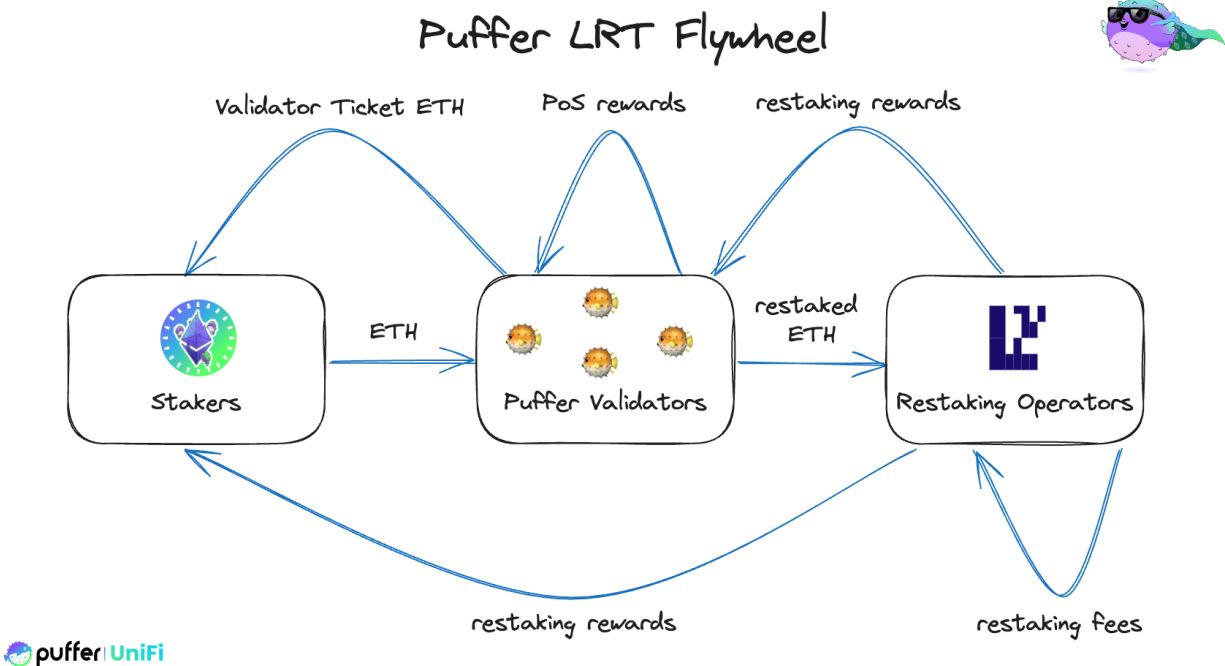 Puffer LRT Flywheel
Validator Ticket ETH
PoS rewards
restaking rewards
ETH
restaked
ETH
Stakers
Puffer Validators
Restaking Operators
restaking rewards
restaking fees
puffer UniFi